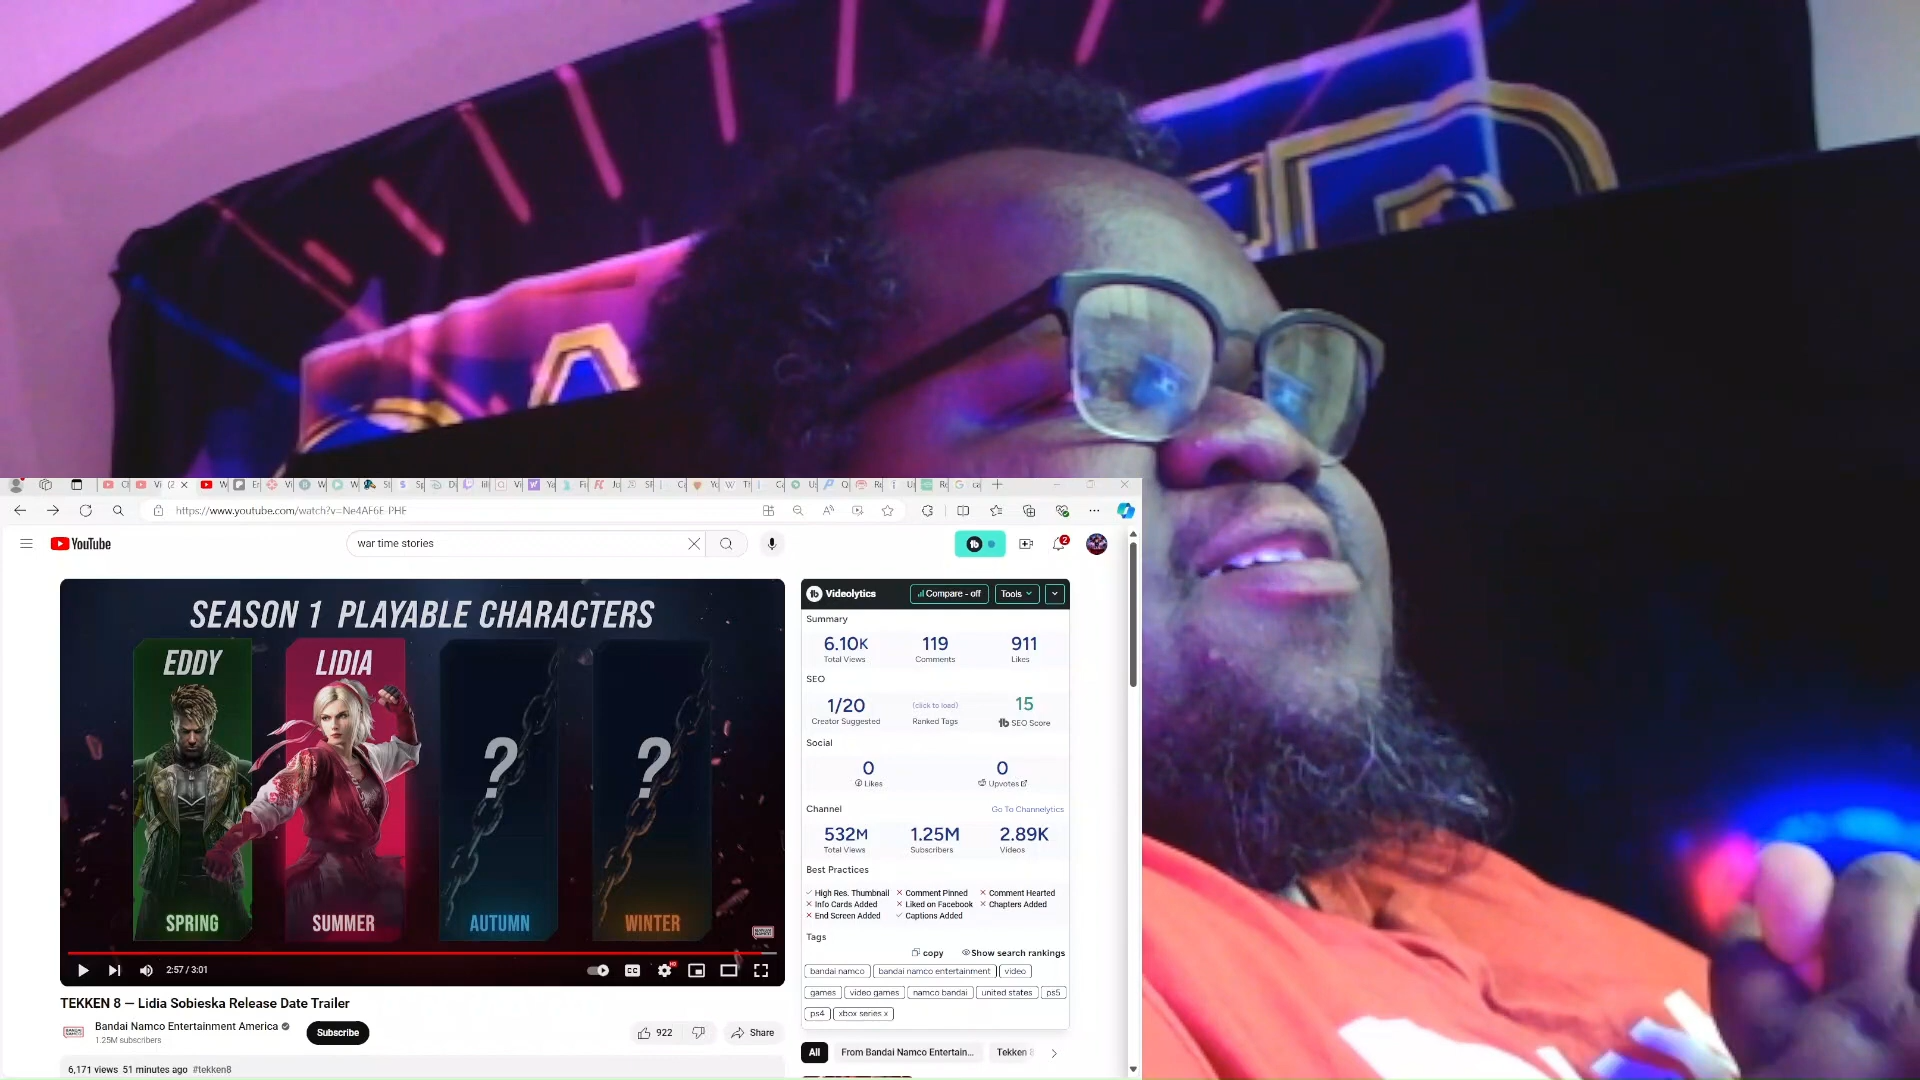 https://www.youtube.com/watch?v=Ne4AF6E-PHE
YouTube
war time stories
2
SEASON 1 PLAYABLE CHARACTERS
EDDY
LIDIA
?
?
SPRING
SUMMER
AUTUMN
WINTER
2:57 / 3:01
CC
HD
TEKKEN 8 — Lidia Sobieska Release Date Trailer
Bandai Namco Entertainment America
1.25M subscribers
Subscribe
922
Share
6,171 views 51 minutes ago #tekken8
tb Videolytics
Compare - off
Tools
Summary
6.10K
119
911
Total Views
Comments
Likes
SEO
1/20
(click to load)
15
Creator Suggested
Ranked Tags
tb SEO Score
Social
0
0
Likes
Upvotes
Channel
Go To Channelytics
532M
1.25M
2.89K
Total Views
Subscribers
Videos
Best Practices
High Res. Thumbnail
Comment Pinned
Comment Hearted
Info Cards Added
Liked on Facebook
Chapters Added
End Screen Added
Captions Added
Tags
copy
Show search rankings
bandai namco
bandai namco entertainment
video
games
video games
namco bandai
united states
ps5
ps4
xbox series x
All
From Bandai Namco Entertain...
Tekken